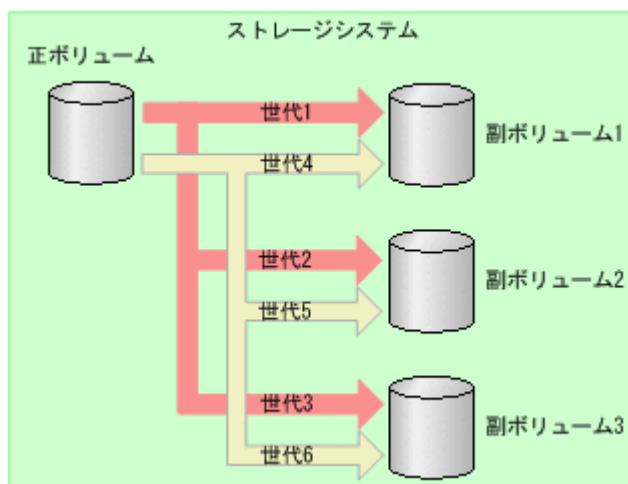 ストレージシステム
正ボリューム
世代1
副ボリューム1
世代4
世代2
副ボリューム2
世代5
世代3
副ボリューム3
世代6